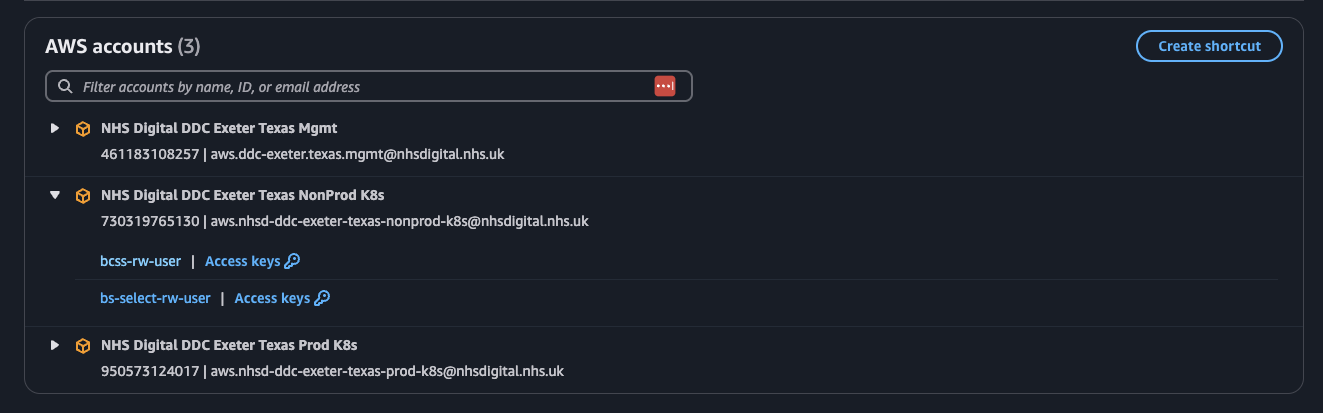 AWS accounts (3)
Create shortcut
Filter accounts by name, ID, or email address
NHS Digital DDC Exeter Texas Mgmt
461183108257 | aws.ddc-exeter.texas.mgmt@nhsdigital.nhs.uk
NHS Digital DDC Exeter Texas NonProd K8s
730319765130 | aws.nhsd-ddc-exeter-texas-nonprod-k8s@nhsdigital.nhs.uk
bcss-rw-user | Access keys
bs-select-rw-user | Access keys
NHS Digital DDC Exeter Texas Prod K8s
950573124017 | aws.nhsd-ddc-exeter-texas-prod-k8s@nhsdigital.nhs.uk